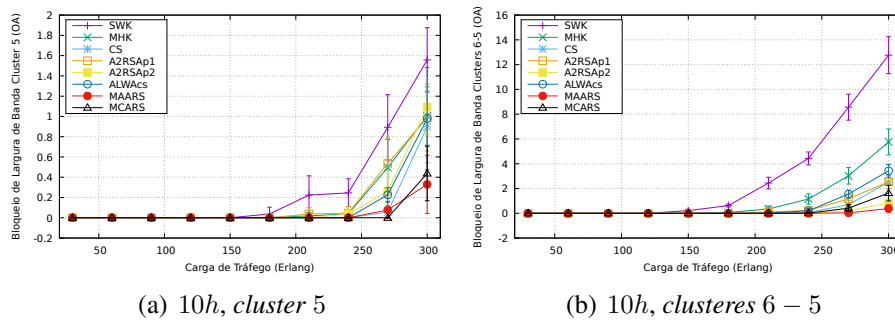 Bloqueio de Largura de Banda Cluster 5 (OA)
2
1.8
1.6
1.4
1.2
1
0.8
0.6
0.4
0.2
0
-0.2
SWK
MHK
CS
A2RSAp1
A2RSAp2
ALWAcs
MAARS
MCARS
50
100
150
200
250
300
Carga de Tráfego (Erlang)
(a) 10h, cluster 5
Bloqueio de Largura de Banda Clusters 6-5 (OA)
16
14
12
10
8
6
4
2
0
-2
SWK
MHK
CS
A2RSAp1
A2RSAp2
ALWAcs
MAARS
MCARS
50
100
150
200
250
300
Carga de Tráfego (Erlang)
(b) 10h, clusteres 6 − 5